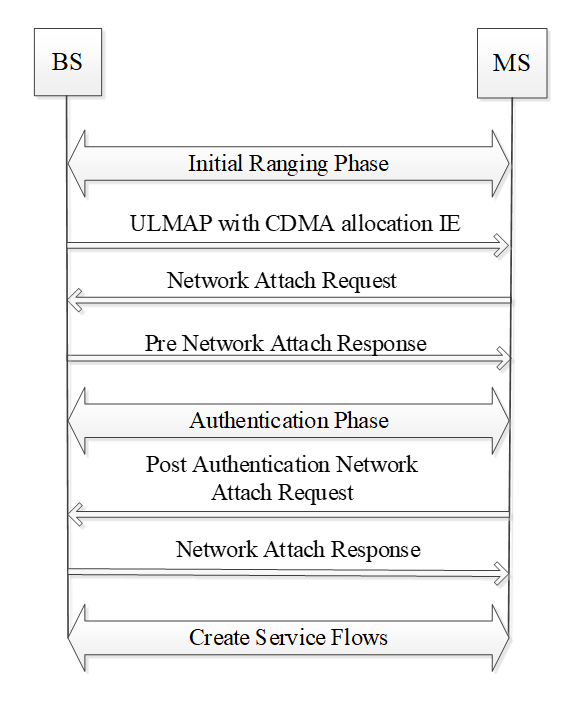 BS
MS
Initial Ranging Phase
ULMAP with CDMA allocation IE
Network Attach Request
Pre Network Attach Response
Authentication Phase
Post Authentication Network
Attach Request
Network Attach Response
Create Service Flows